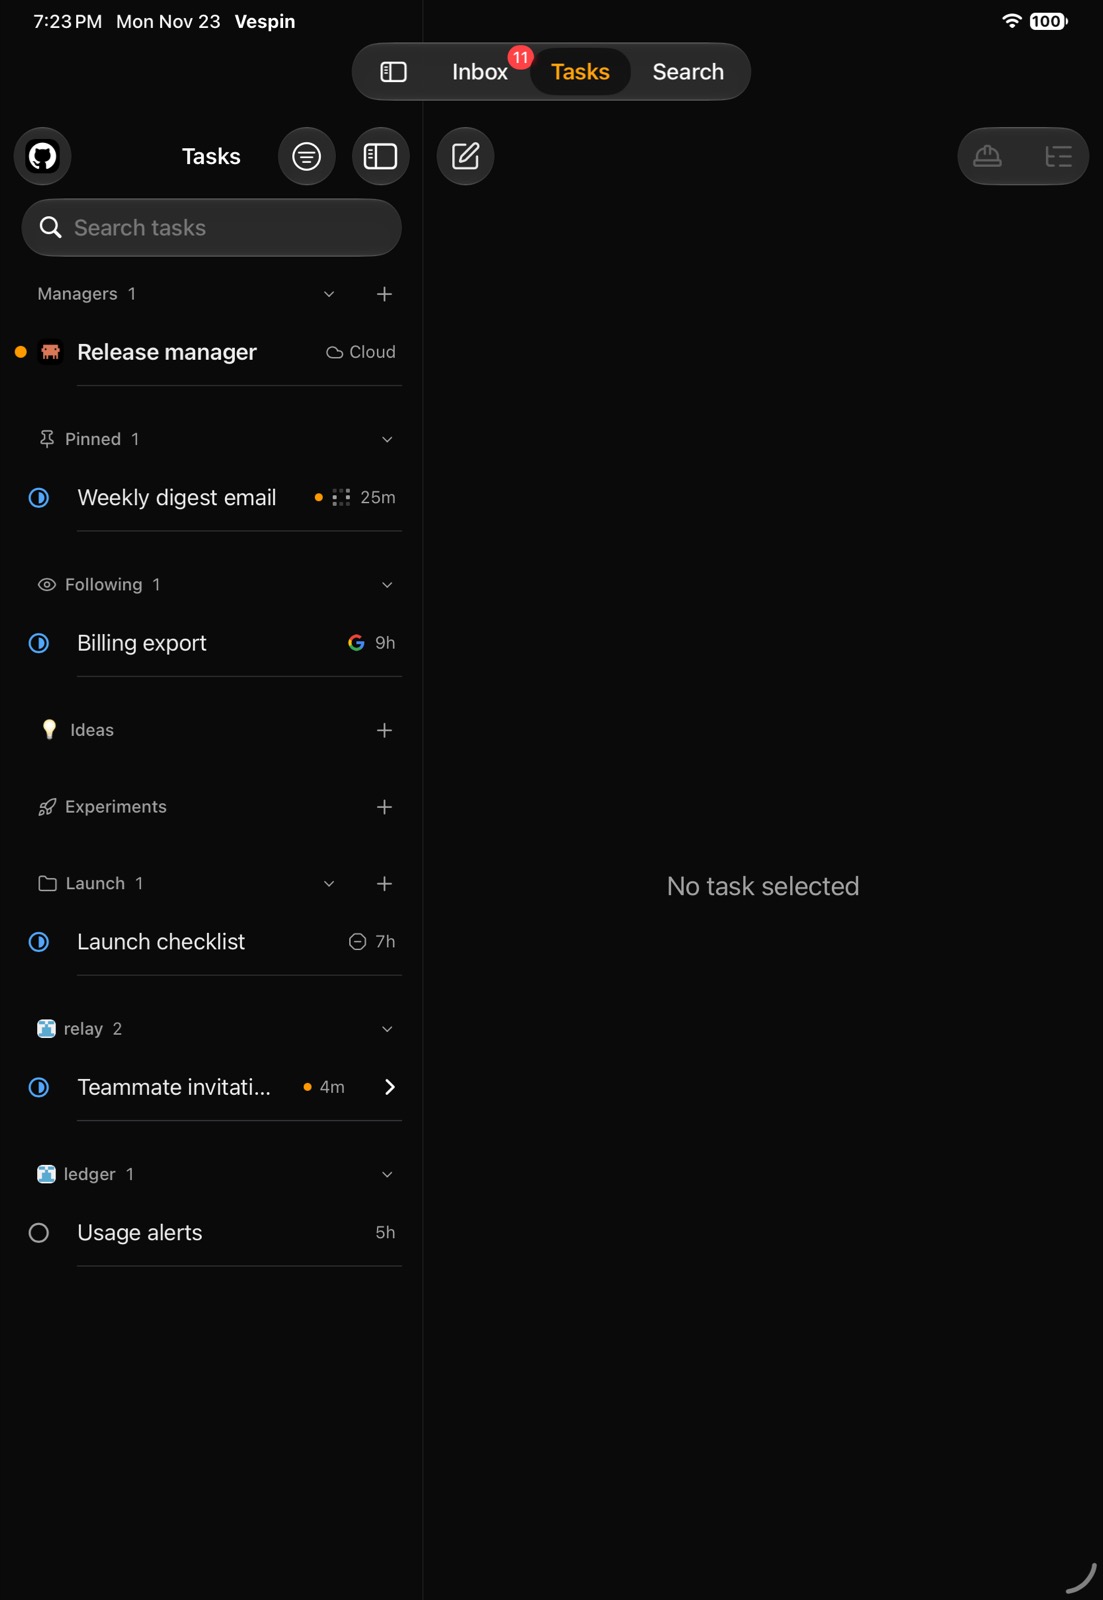 7:23 PM Mon Nov 23 Vespin
100
Inbox 11 Tasks Search
Tasks
Search tasks
Managers 1
Release manager Cloud
Pinned 1
Weekly digest email 25m
Following 1
Billing export 9h
Ideas
Experiments
Launch 1
Launch checklist 7h
relay 2
Teammate invitati... 4m
ledger 1
Usage alerts 5h
No task selected